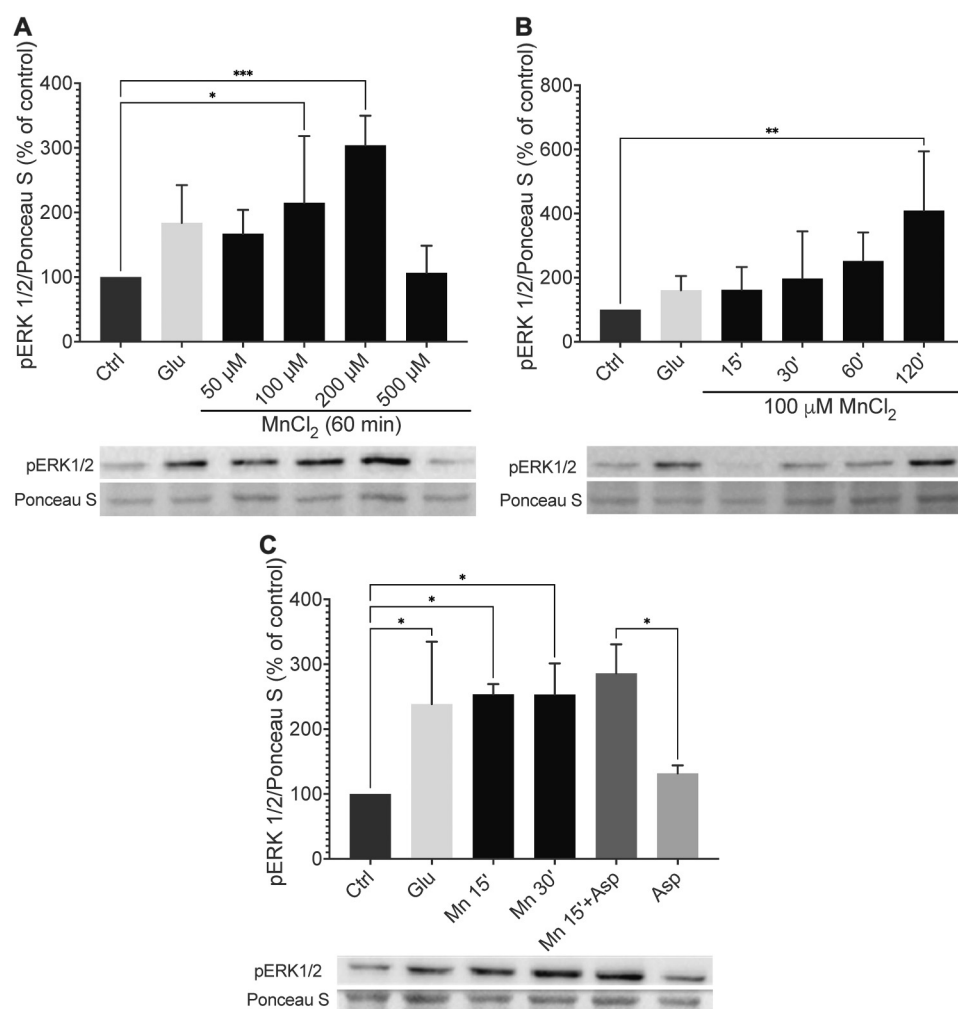 A
pERK 1/2/Ponceau S (% of control)
400
300
200
100
0
***
*
Ctrl
Glu
50 µM
100 µM
200 µM
500 µM
MnCl2 (60 min)
pERK1/2
Ponceau S
B
pERK 1/2/Ponceau S (% of control)
800
600
400
200
0
**
Ctrl
Glu
15'
30'
60'
120'
100 µM MnCl2
pERK1/2
Ponceau S
C
pERK 1/2/Ponceau S (% of control)
400
300
200
100
0
*
*
*
*
Ctrl
Glu
Mn 15'
Mn 30'
Mn 15'+Asp
Asp
pERK1/2
Ponceau S